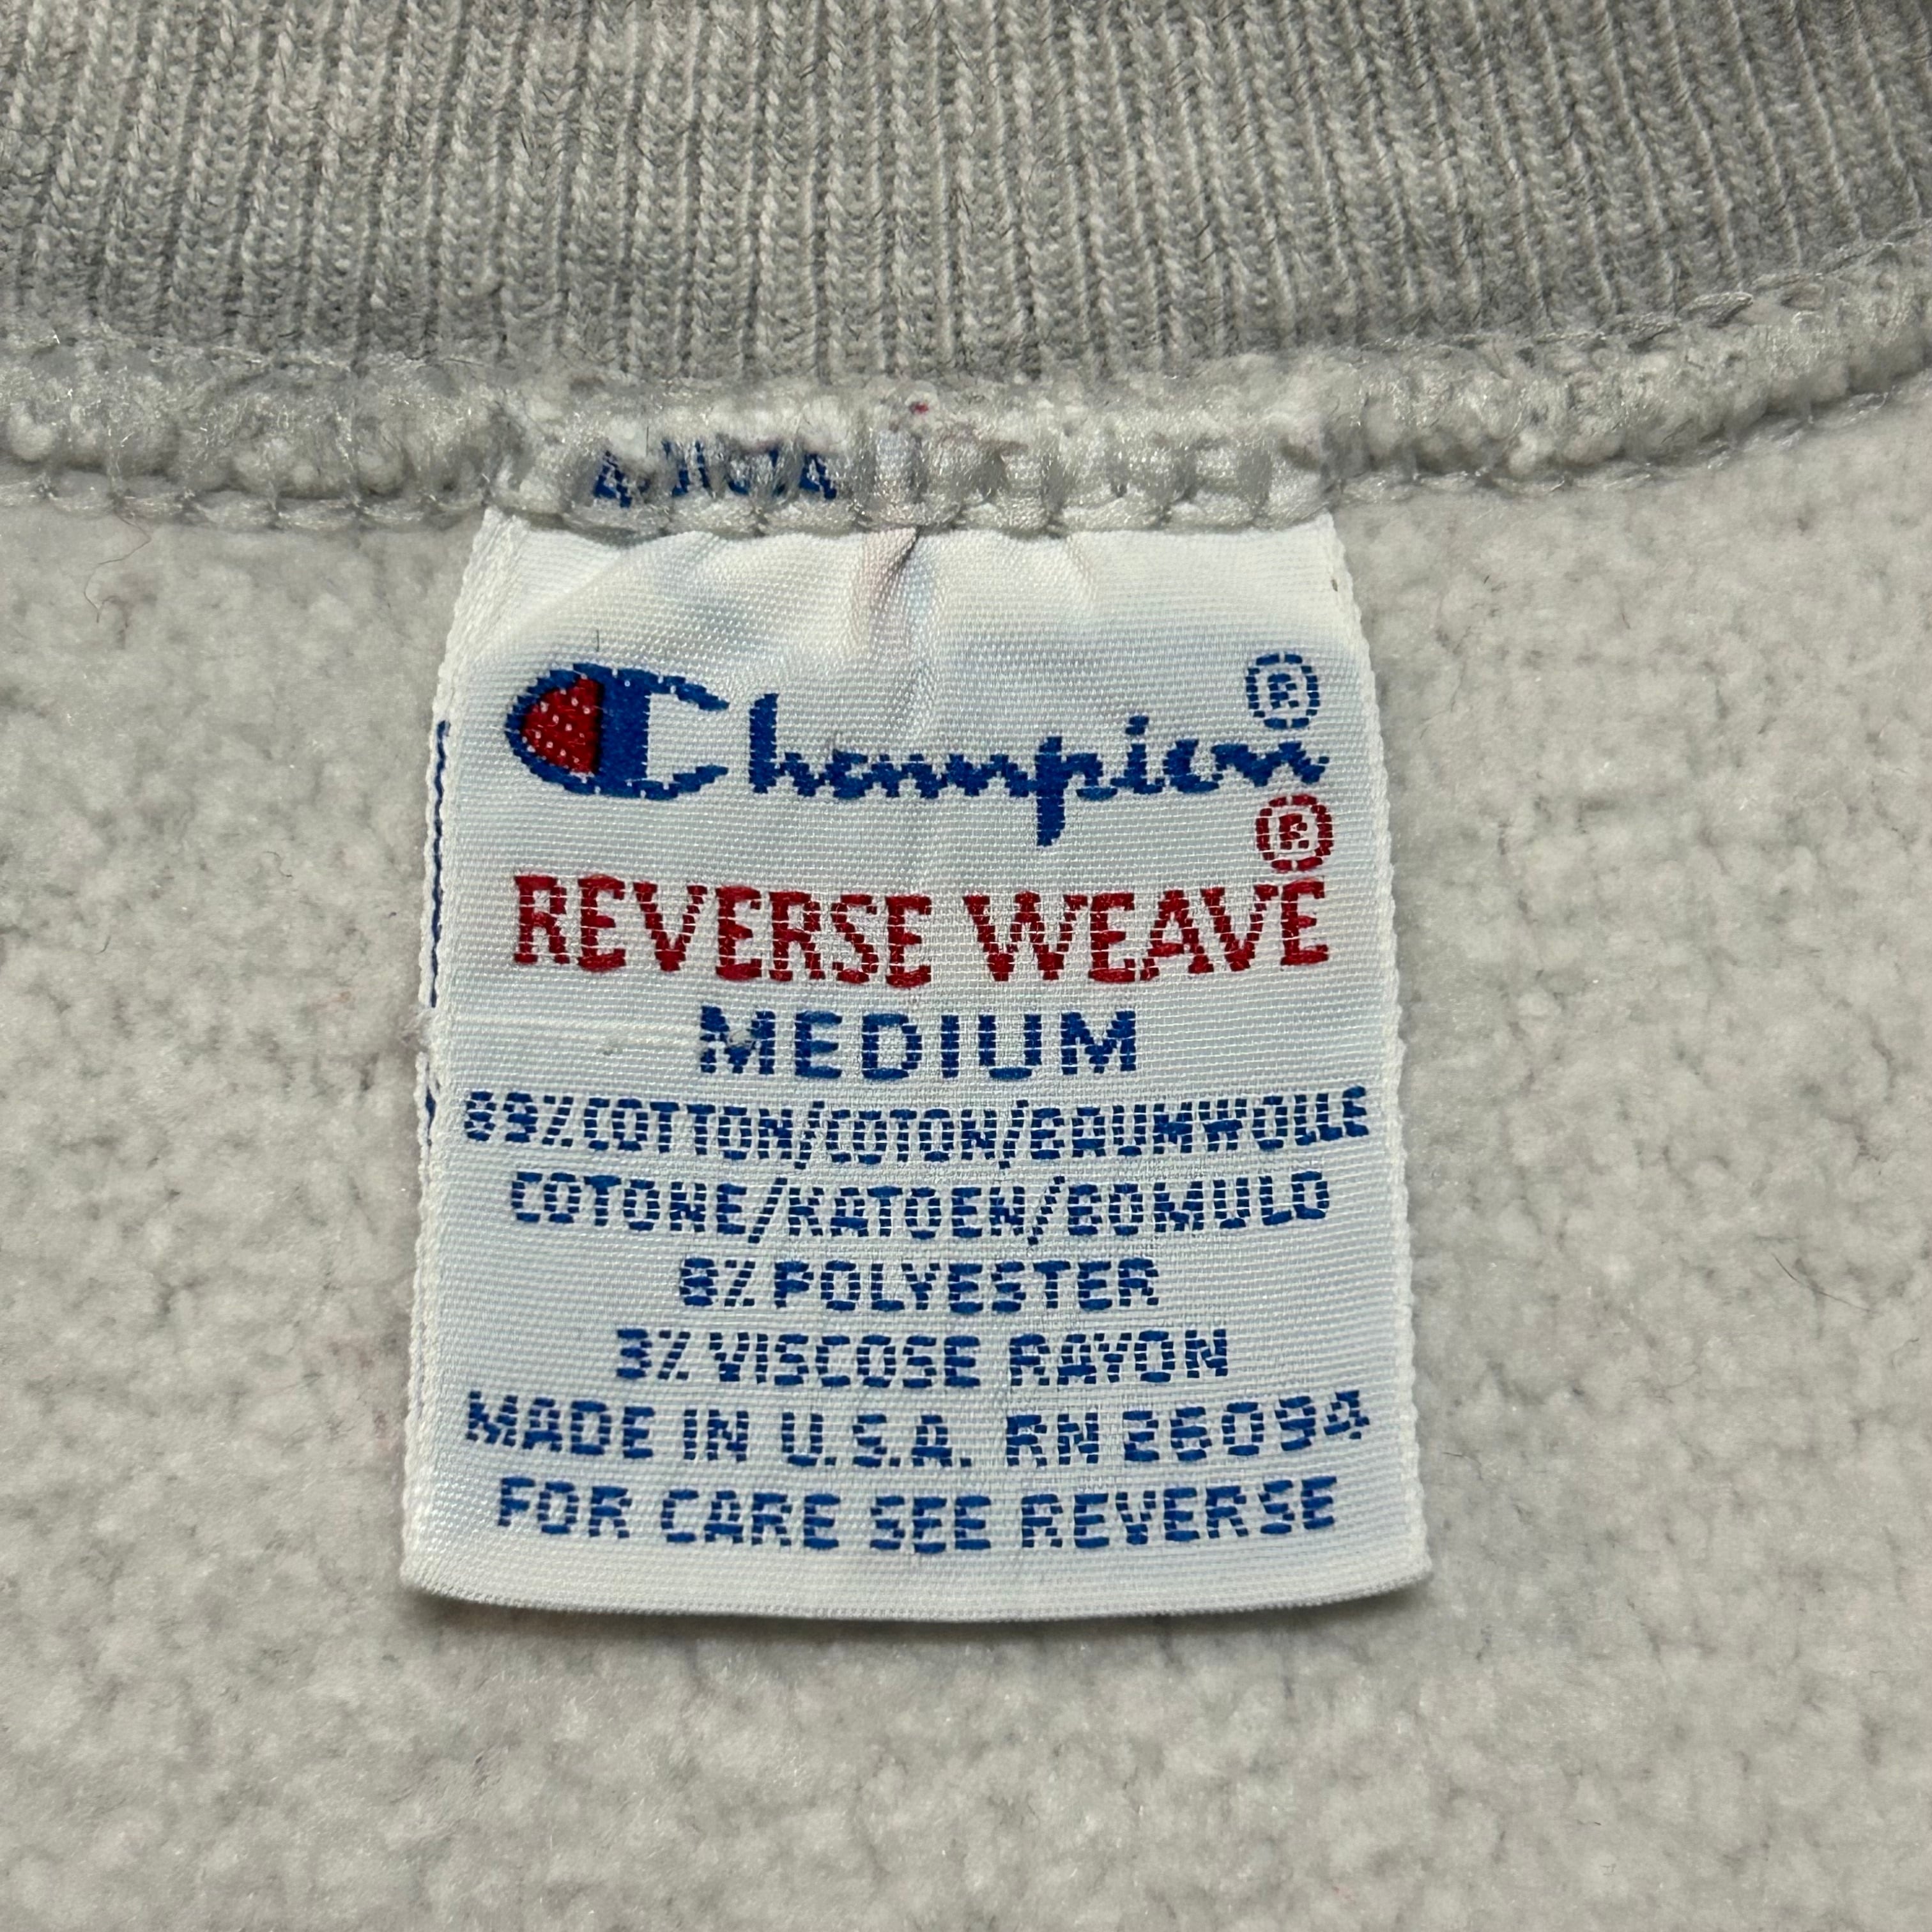 Champion®
®
REVERSE WEAVE
MEDIUM
89% COTTON/COTON/BAUMWOLLE
COTONE/KATOEN/BOMULD
8% POLYESTER
3% VISCOSE RAYON
MADE IN U.S.A. RN 26094
FOR CARE SEE REVERSE